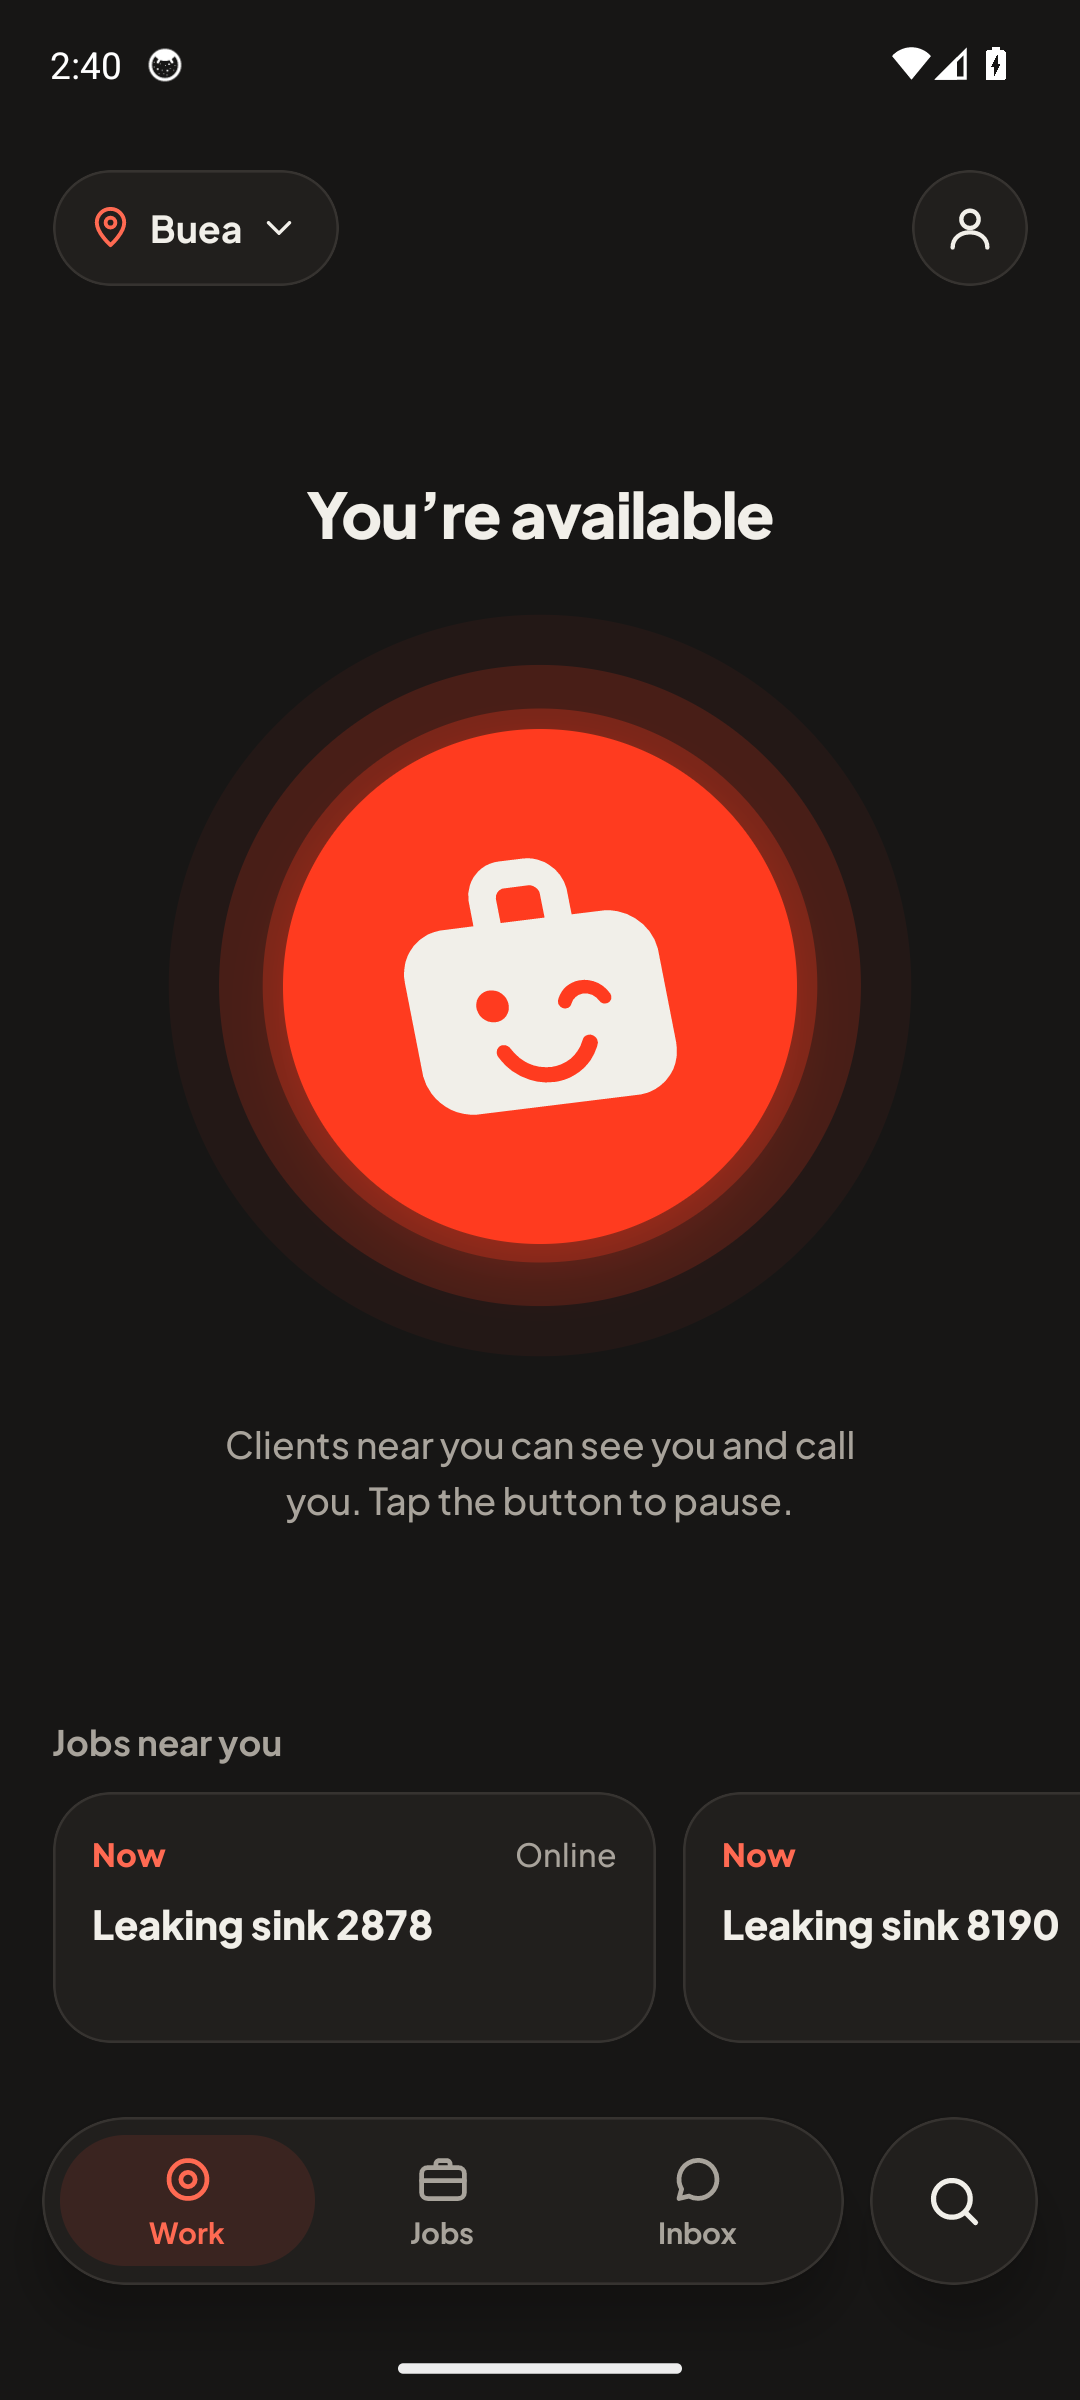 2:40
Buea
You’re available
Clients near you can see you and call
you. Tap the button to pause.
Jobs near you
Now
Online
Leaking sink 2878
Now
Leaking sink 8190
Work
Jobs
Inbox